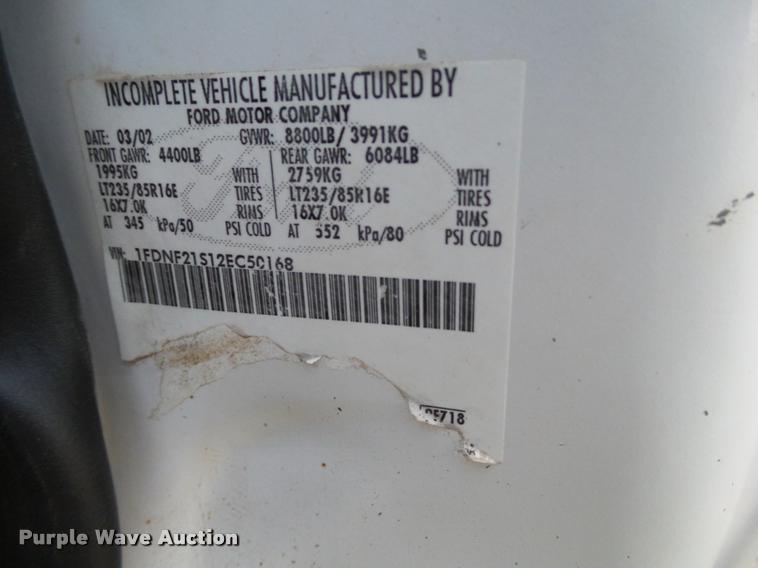 INCOMPLETE VEHICLE MANUFACTURED BY
FORD MOTOR COMPANY
DATE: 03/02 GVWR: 8800LB/ 3991KG
FRONT GAWR: 4400LB REAR GAWR: 6084LB
1995KG WITH 2759KG WITH
LT235/85R16E TIRES LT235/85R16E TIRES
16X7.0K RIMS 16X7.0K RIMS
AT 345 kPa/50 PSI COLD AT 552 kPa/80 PSI COLD
VIN: 1FDNF21S12EC50168
Purple Wave Auction